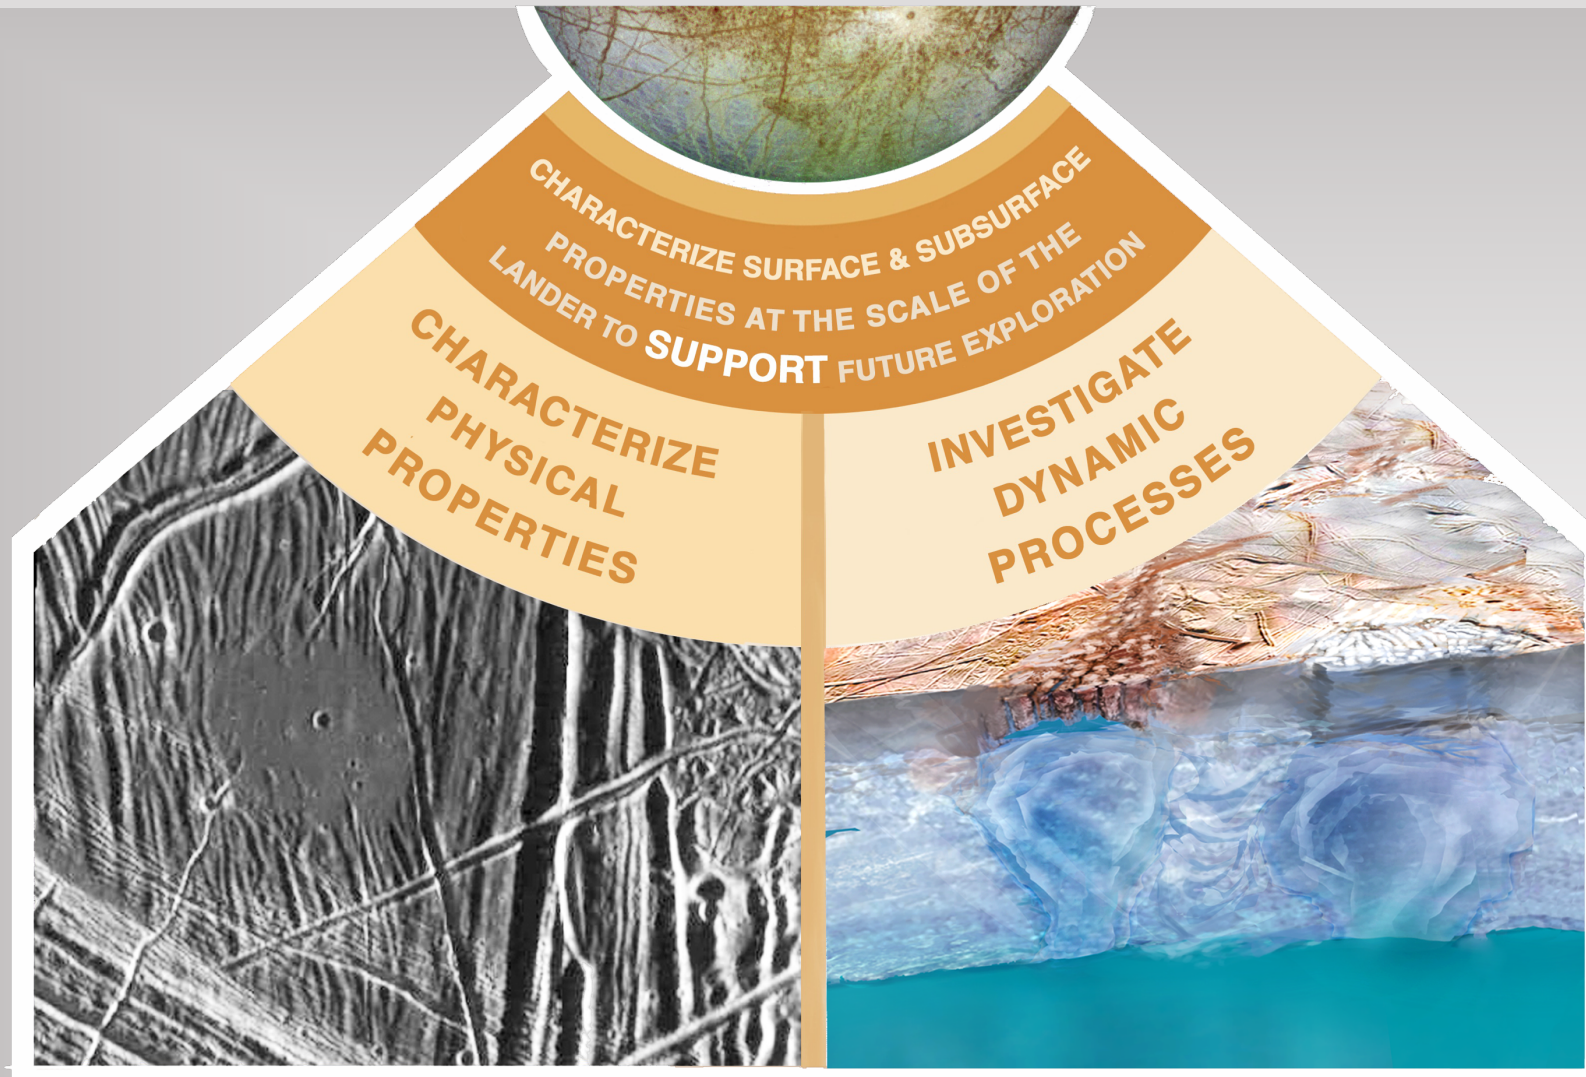 CHARACTERIZE SURFACE & SUBSURFACE
PROPERTIES AT THE SCALE OF THE
LANDER TO SUPPORT FUTURE EXPLORATION
CHARACTERIZE
PHYSICAL
PROPERTIES
INVESTIGATE
DYNAMIC
PROCESSES